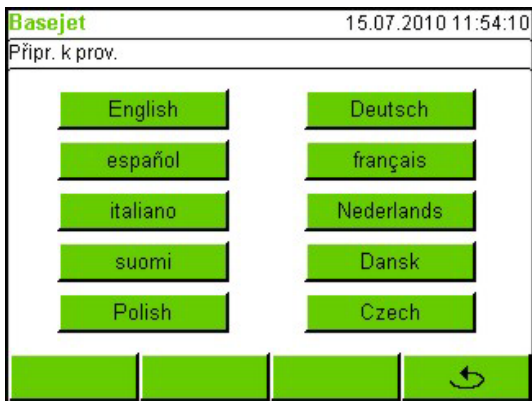 Basejet 15.07.2010 11:54:10
Připr. k prov.
English Deutsch
español français
italiano Nederlands
suomi Dansk
Polish Czech